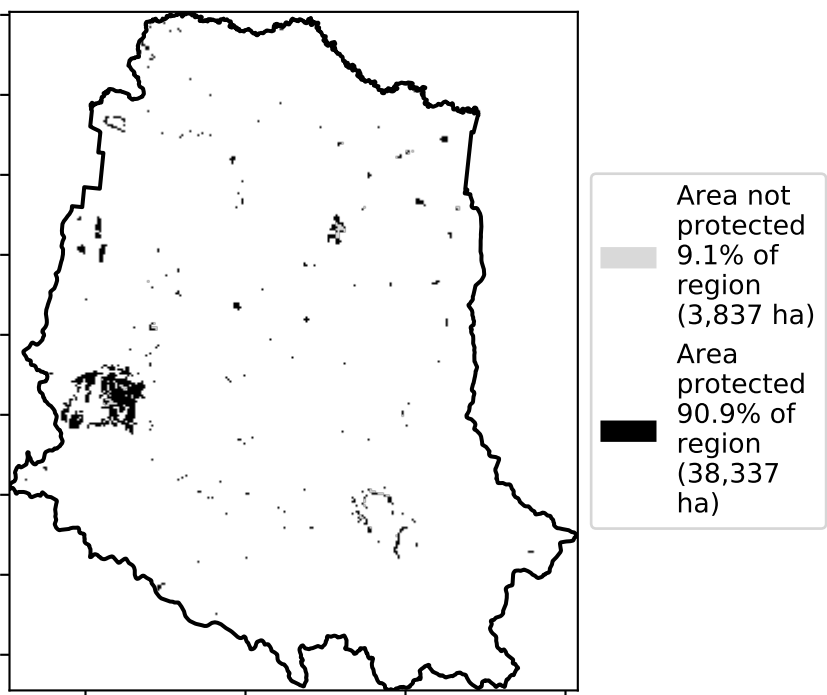 Area not
protected
9.1% of
region
(3,837 ha)
Area
protected
90.9% of
region
(38,337
ha)